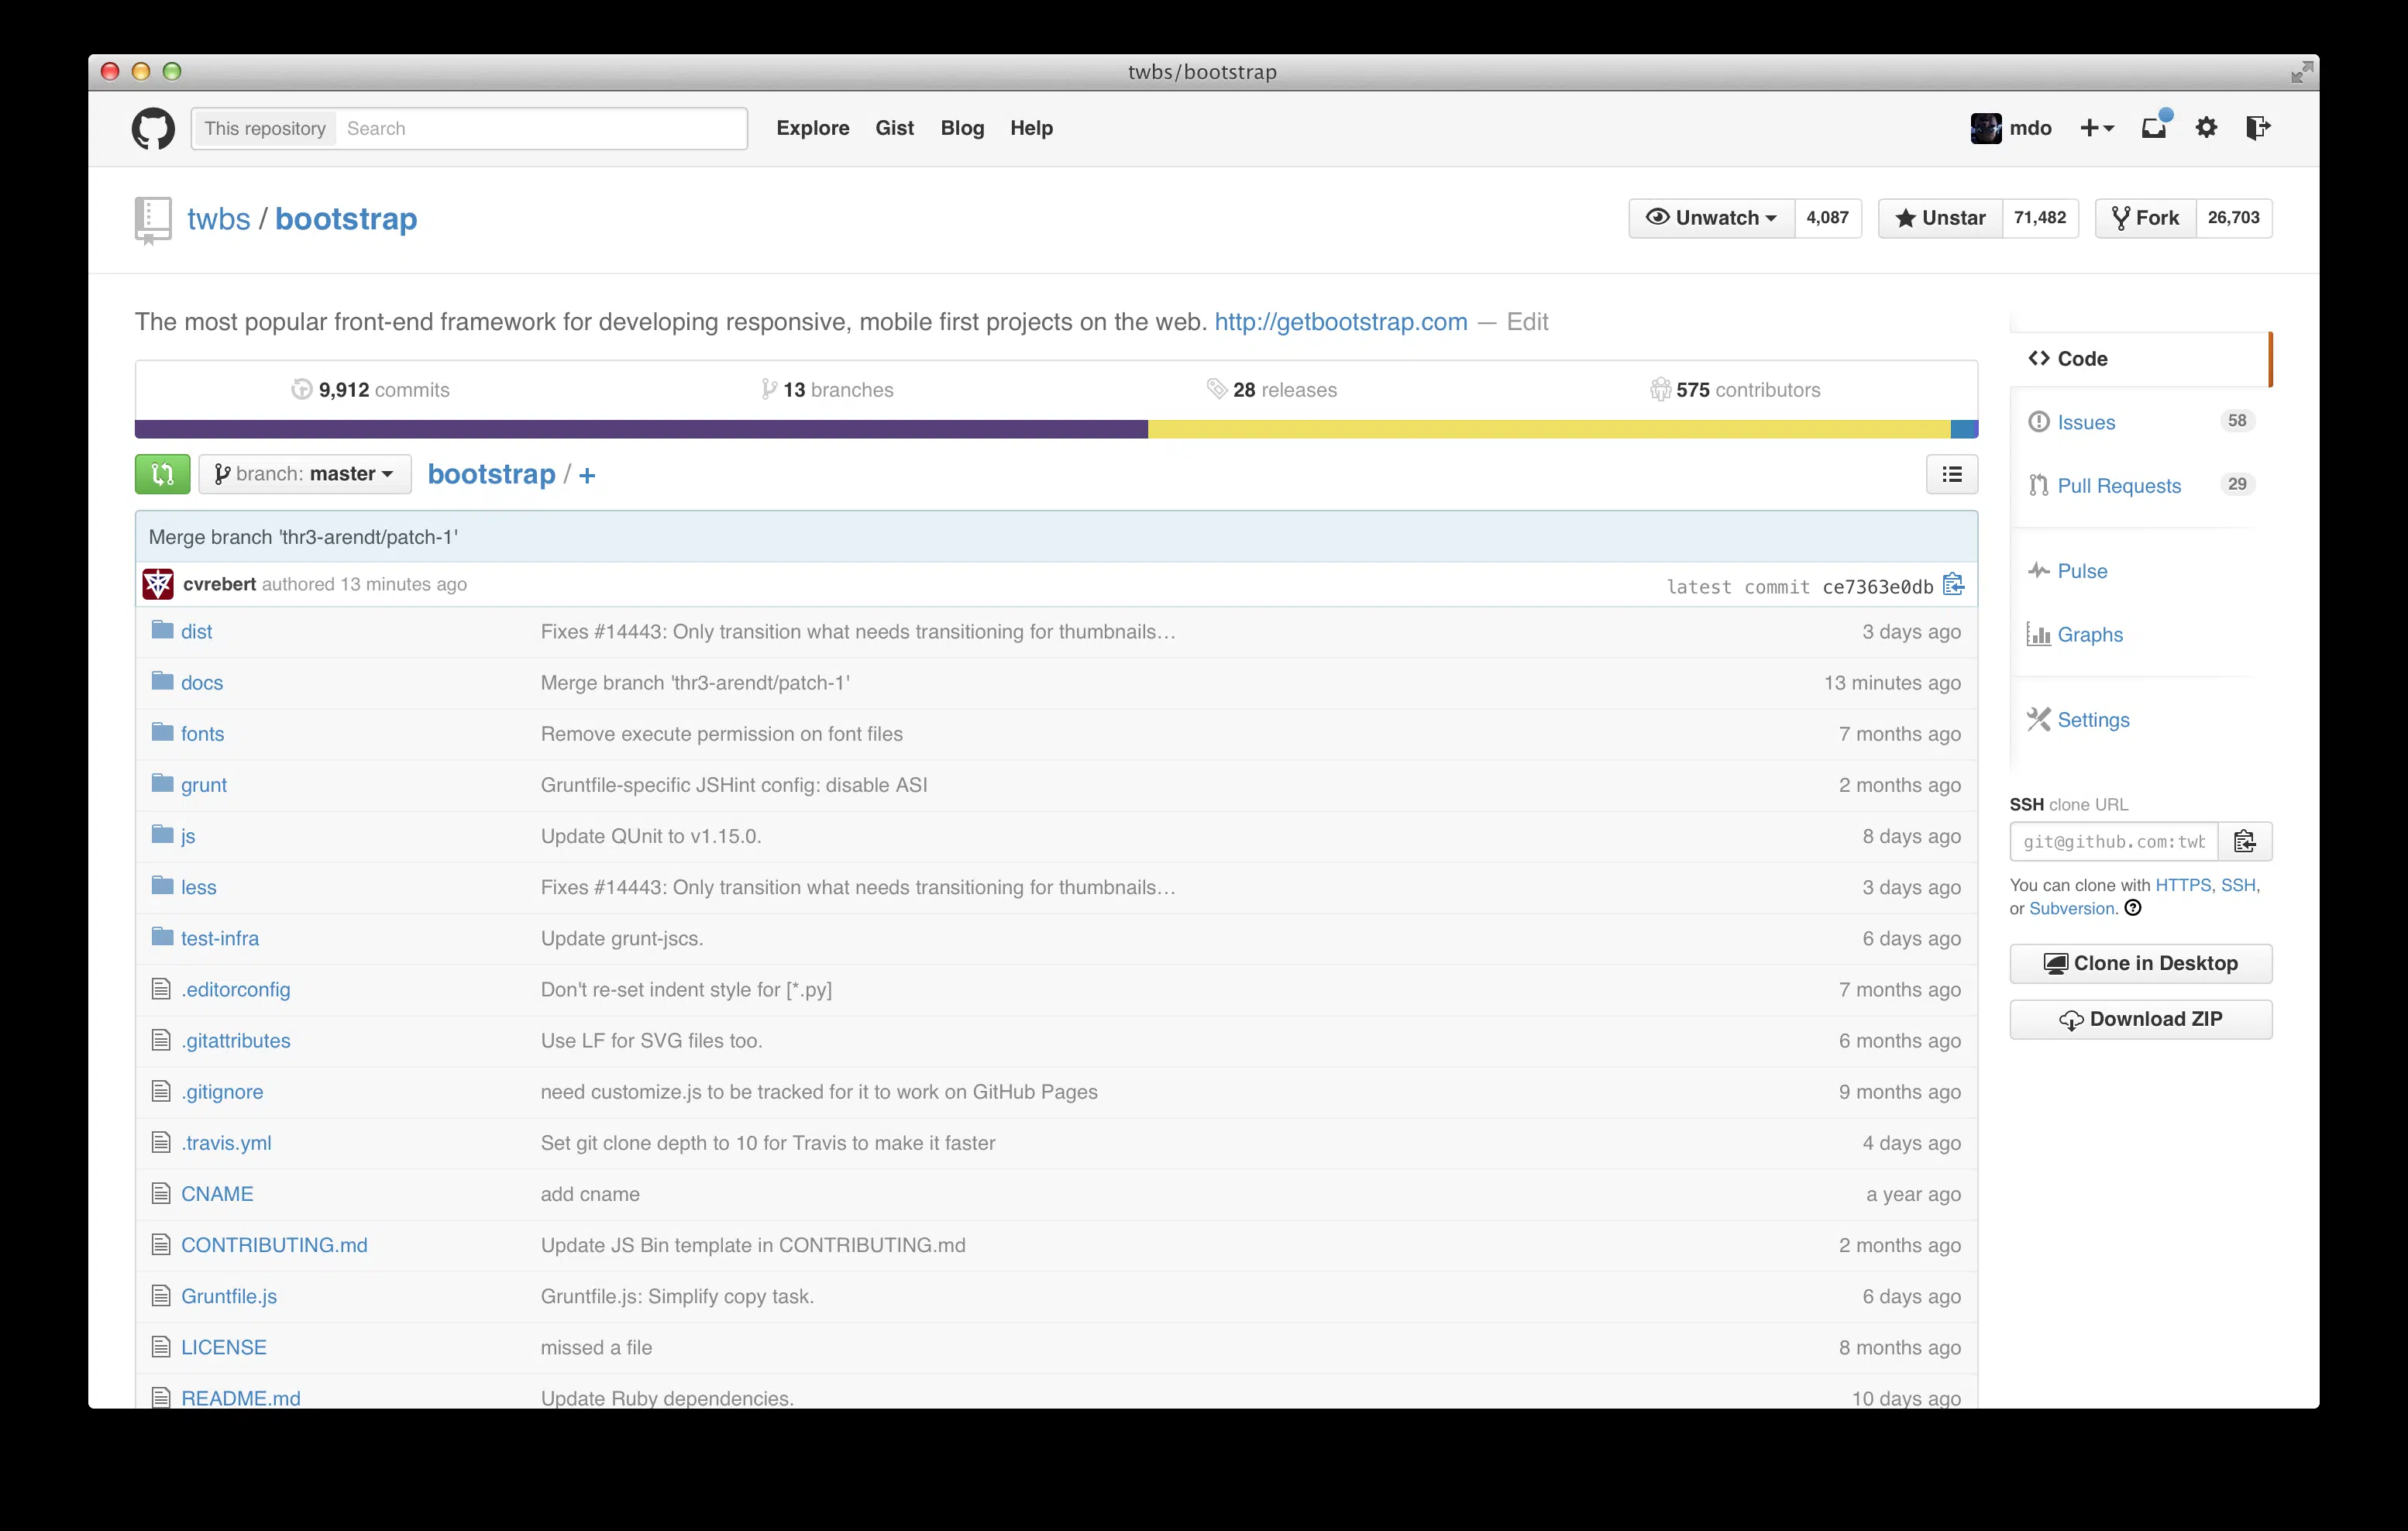 twbs/bootstrap
This repository Search Explore Gist Blog Help mdo
twbs / bootstrap Unwatch 4,087 Unstar 71,482 Fork 26,703
The most popular front-end framework for developing responsive, mobile first projects on the web. http://getbootstrap.com — Edit
9,912 commits 13 branches 28 releases 575 contributors
branch: master bootstrap / +
Merge branch 'thr3-arendt/patch-1'
cvrebert authored 13 minutes ago latest commit ce7363e0db
dist Fixes #14443: Only transition what needs transitioning for thumbnails… 3 days ago
docs Merge branch 'thr3-arendt/patch-1' 13 minutes ago
fonts Remove execute permission on font files 7 months ago
grunt Gruntfile-specific JSHint config: disable ASI 2 months ago
js Update QUnit to v1.15.0. 8 days ago
less Fixes #14443: Only transition what needs transitioning for thumbnails… 3 days ago
test-infra Update grunt-jscs. 6 days ago
.editorconfig Don't re-set indent style for [*.py] 7 months ago
.gitattributes Use LF for SVG files too. 6 months ago
.gitignore need customize.js to be tracked for it to work on GitHub Pages 9 months ago
.travis.yml Set git clone depth to 10 for Travis to make it faster 4 days ago
CNAME add cname a year ago
CONTRIBUTING.md Update JS Bin template in CONTRIBUTING.md 2 months ago
Gruntfile.js Gruntfile.js: Simplify copy task. 6 days ago
LICENSE missed a file 8 months ago
README.md Update Ruby dependencies. 10 days ago
Code
Issues 58
Pull Requests 29
Pulse
Graphs
Settings
SSH clone URL
git@github.com:twb
You can clone with HTTPS, SSH,
or Subversion.
Clone in Desktop
Download ZIP